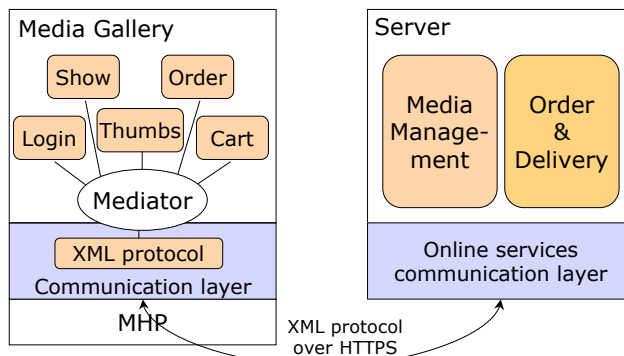 Media Gallery
Show
Order
Login
Thumbs
Cart
Mediator
XML protocol
Communication layer
MHP
Server
Media
Manage-
ment
Order
&
Delivery
Online services
communication layer
XML protocol
over HTTPS